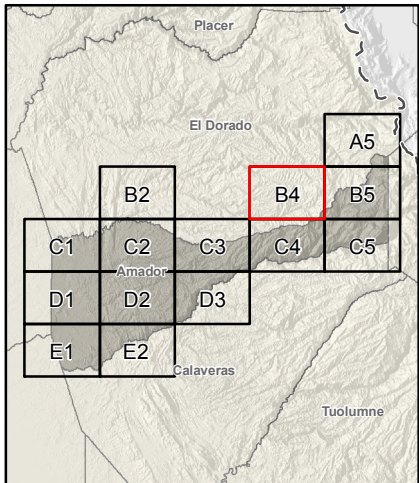 Placer
El Dorado
A5
B2 B4 B5
C1 C2 C3 C4 C5
Amador
D1 D2 D3
E1 E2
Calaveras
Tuolumne